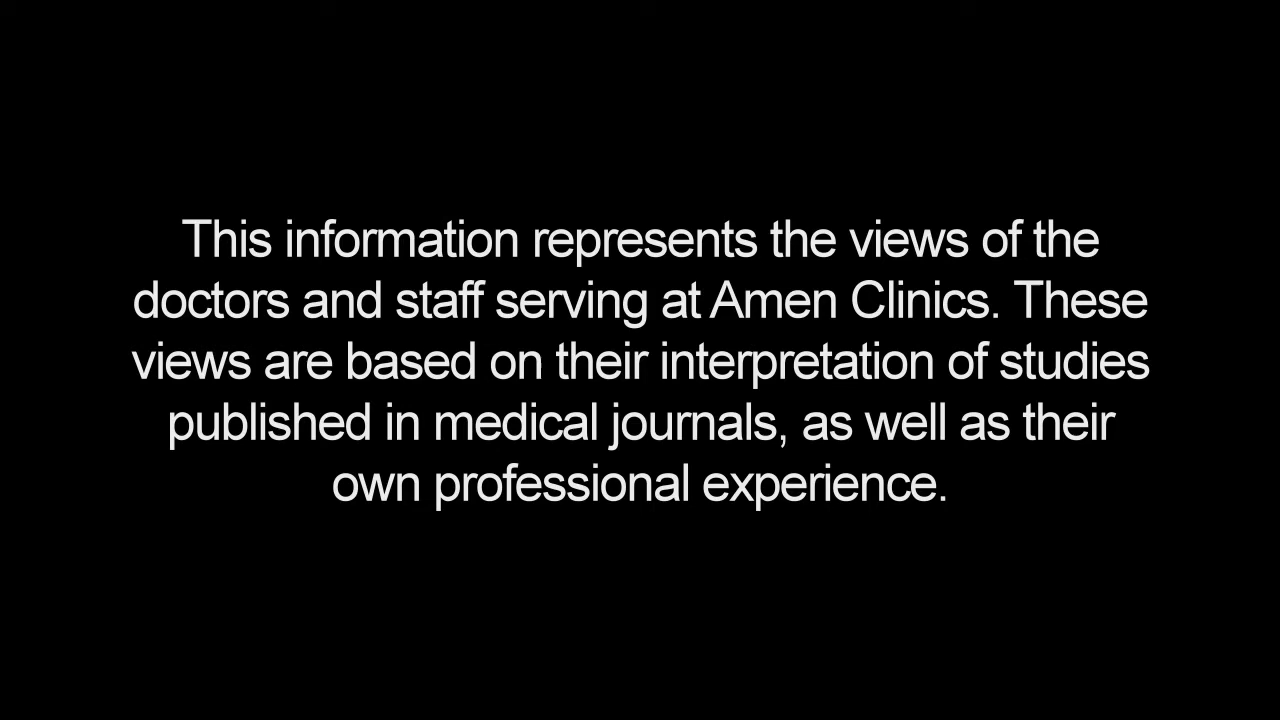 This information represents the views of the
doctors and staff serving at Amen Clinics. These
views are based on their interpretation of studies
published in medical journals, as well as their
own professional experience.